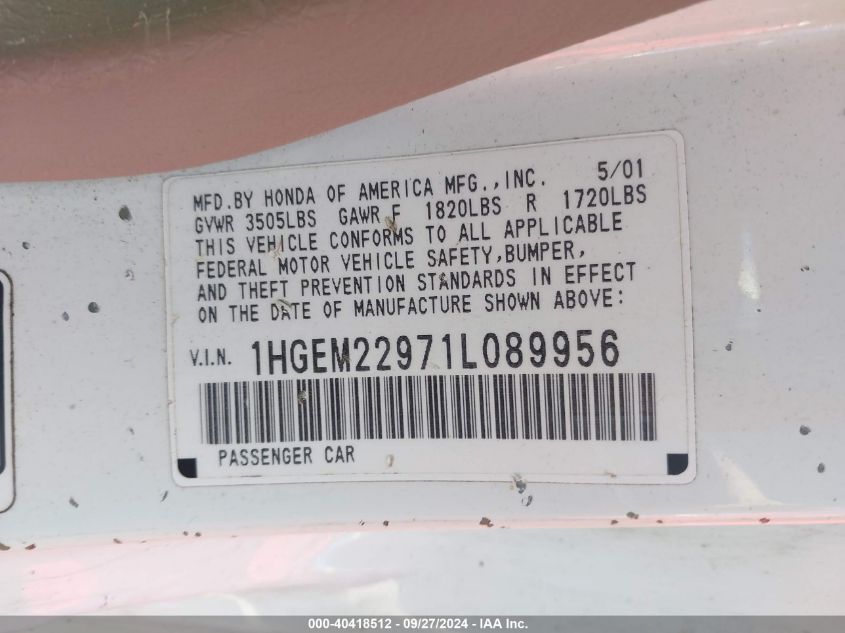 MFD.BY HONDA OF AMERICA MFG.,INC. 5/01
GVWR 3505LBS GAWR F 1820LBS R 1720LBS
THIS VEHICLE CONFORMS TO ALL APPLICABLE
FEDERAL MOTOR VEHICLE SAFETY,BUMPER,
AND THEFT PREVENTION STANDARDS IN EFFECT
ON THE DATE OF MANUFACTURE SHOWN ABOVE:
V.I.N. 1HGEM22971L089956
PASSENGER CAR
000-40418512 - 09/27/2024 - IAA Inc.